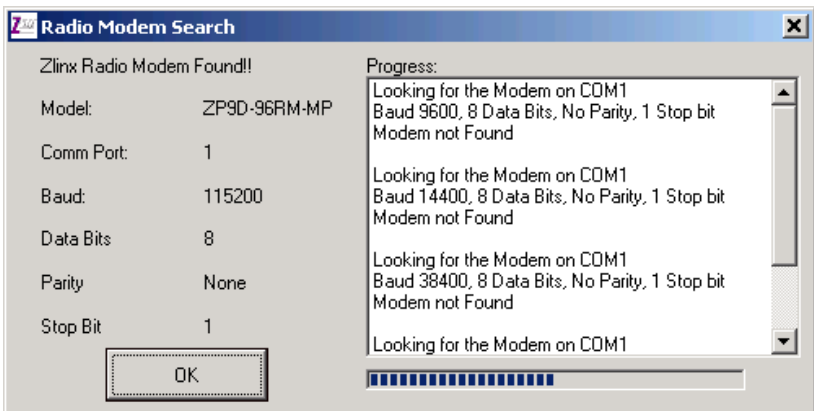 Radio Modem Search
Zlinx Radio Modem Found!!
Model: ZP9D-96RM-MP
Comm Port: 1
Baud: 115200
Data Bits 8
Parity None
Stop Bit 1
OK
Progress:
Looking for the Modem on COM1
Baud 9600, 8 Data Bits, No Parity, 1 Stop bit
Modem not Found
Looking for the Modem on COM1
Baud 14400, 8 Data Bits, No Parity, 1 Stop bit
Modem not Found
Looking for the Modem on COM1
Baud 38400, 8 Data Bits, No Parity, 1 Stop bit
Modem not Found
Looking for the Modem on COM1